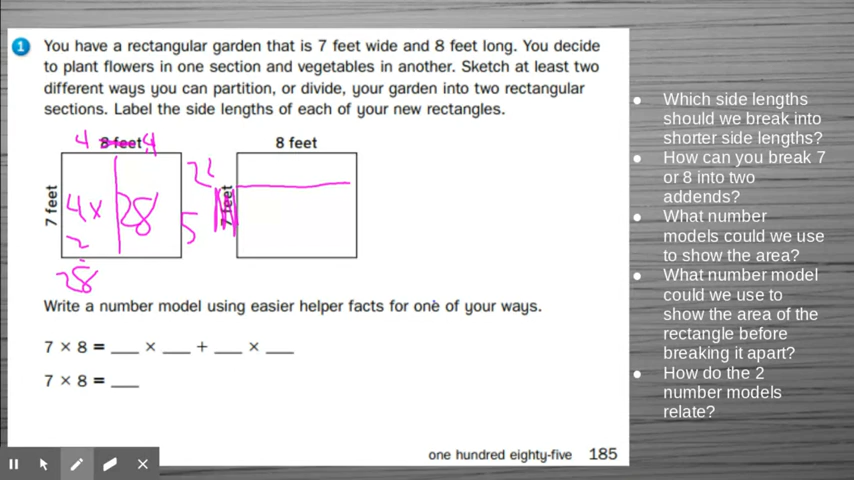 1 You have a rectangular garden that is 7 feet wide and 8 feet long. You decide
to plant flowers in one section and vegetables in another. Sketch at least two
different ways you can partition, or divide, your garden into two rectangular
sections. Label the side lengths of each of your new rectangles.
4 8 feet 4
8 feet
7 feet
4x
28
28
5
7 feet
Write a number model using easier helper facts for one of your ways.
7 × 8 = ___ × ___ + ___ × ___
7 × 8 = ___
one hundred eighty-five 185
● Which side lengths
should we break into
shorter side lengths?
● How can you break 7
or 8 into two
addends?
● What number
models could we use
to show the area?
● What number model
could we use to
show the area of the
rectangle before
breaking it apart?
● How do the 2
number models
relate?